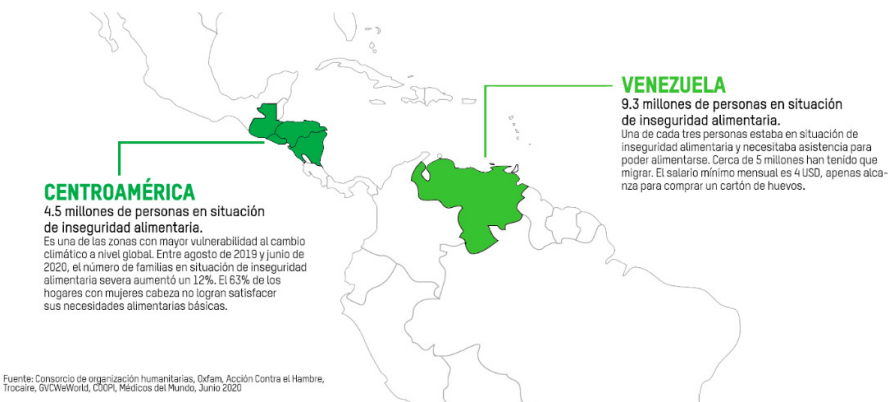 VENEZUELA
9.3 millones de personas en situación
de inseguridad alimentaria.
Una de cada tres personas estaba en situación de
inseguridad alimentaria y necesitaba asistencia para
poder alimentarse. Cerca de 5 millones han tenido que
migrar. El salario mínimo mensual es 4 USD, apenas alca-
nza para comprar un cartón de huevos.
CENTROAMÉRICA
4.5 millones de personas en situación
de inseguridad alimentaria.
Es una de las zonas con mayor vulnerabilidad al cambio
climático a nivel global. Entre agosto de 2019 y junio de
2020, el número de familias en situación de inseguridad
alimentaria severa aumentó un 12%. El 63% de los
hogares con mujeres cabeza no logran satisfacer
sus necesidades alimentarias básicas.
Fuente: Consorcio de organización humanitarias, Oxfam, Acción Contra el Hambre,
Trocaire, GVCWeWorld, COOPI, Médicos del Mundo, Junio 2020